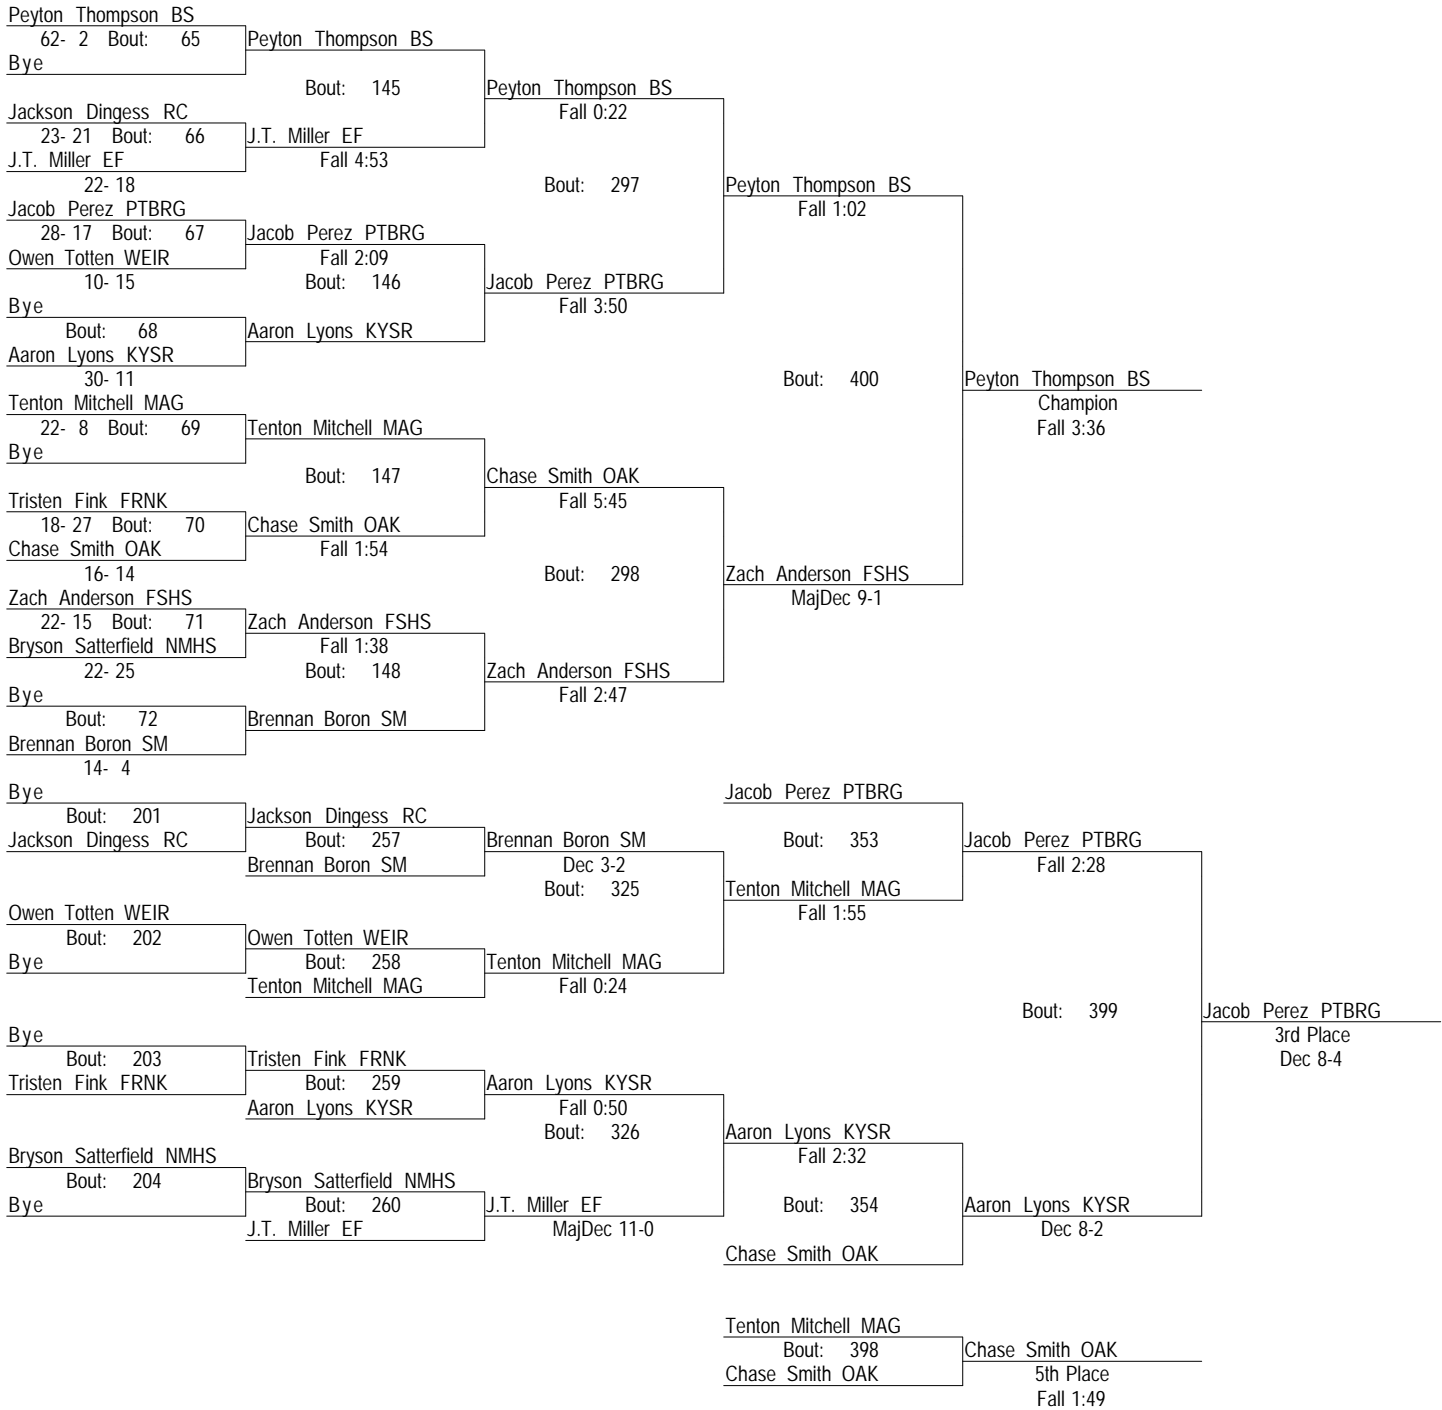 Peyton Thompson BS
62- 2 Bout: 65
Peyton Thompson BS
Bye
Bout: 145
Peyton Thompson BS
Fall 0:22
Jackson Dingess RC
23- 21 Bout: 66
J.T. Miller EF
J.T. Miller EF
Fall 4:53
22- 18
Bout: 297
Peyton Thompson BS
Fall 1:02
Jacob Perez PTBRG
28- 17 Bout: 67
Jacob Perez PTBRG
Owen Totten WEIR
Fall 2:09
10- 15
Bout: 146
Jacob Perez PTBRG
Fall 3:50
Bye
Bout: 68
Aaron Lyons KYSR
Aaron Lyons KYSR
30- 11
Bout: 400
Peyton Thompson BS
Champion
Fall 3:36
Tenton Mitchell MAG
22- 8 Bout: 69
Tenton Mitchell MAG
Bye
Bout: 147
Chase Smith OAK
Fall 5:45
Tristen Fink FRNK
18- 27 Bout: 70
Chase Smith OAK
Chase Smith OAK
Fall 1:54
16- 14
Bout: 298
Zach Anderson FSHS
MajDec 9-1
Zach Anderson FSHS
22- 15 Bout: 71
Zach Anderson FSHS
Bryson Satterfield NMHS
Fall 1:38
22- 25
Bout: 148
Zach Anderson FSHS
Fall 2:47
Bye
Bout: 72
Brennan Boron SM
Brennan Boron SM
14- 4
Bye
Bout: 201
Jackson Dingess RC
Jackson Dingess RC
Bout: 257
Brennan Boron SM
Brennan Boron SM
Dec 3-2
Bout: 325
Jacob Perez PTBRG
Bout: 353
Jacob Perez PTBRG
Fall 2:28
Tenton Mitchell MAG
Fall 1:55
Owen Totten WEIR
Bout: 202
Owen Totten WEIR
Bye
Bout: 258
Tenton Mitchell MAG
Tenton Mitchell MAG
Fall 0:24
Bout: 399
Jacob Perez PTBRG
3rd Place
Dec 8-4
Bye
Bout: 203
Tristen Fink FRNK
Tristen Fink FRNK
Bout: 259
Aaron Lyons KYSR
Aaron Lyons KYSR
Fall 0:50
Bout: 326
Aaron Lyons KYSR
Fall 2:32
Bryson Satterfield NMHS
Bout: 204
Bryson Satterfield NMHS
Bye
Bout: 260
J.T. Miller EF
J.T. Miller EF
MajDec 11-0
Bout: 354
Aaron Lyons KYSR
Dec 8-2
Chase Smith OAK
Tenton Mitchell MAG
Bout: 398
Chase Smith OAK
Chase Smith OAK
5th Place
Fall 1:49